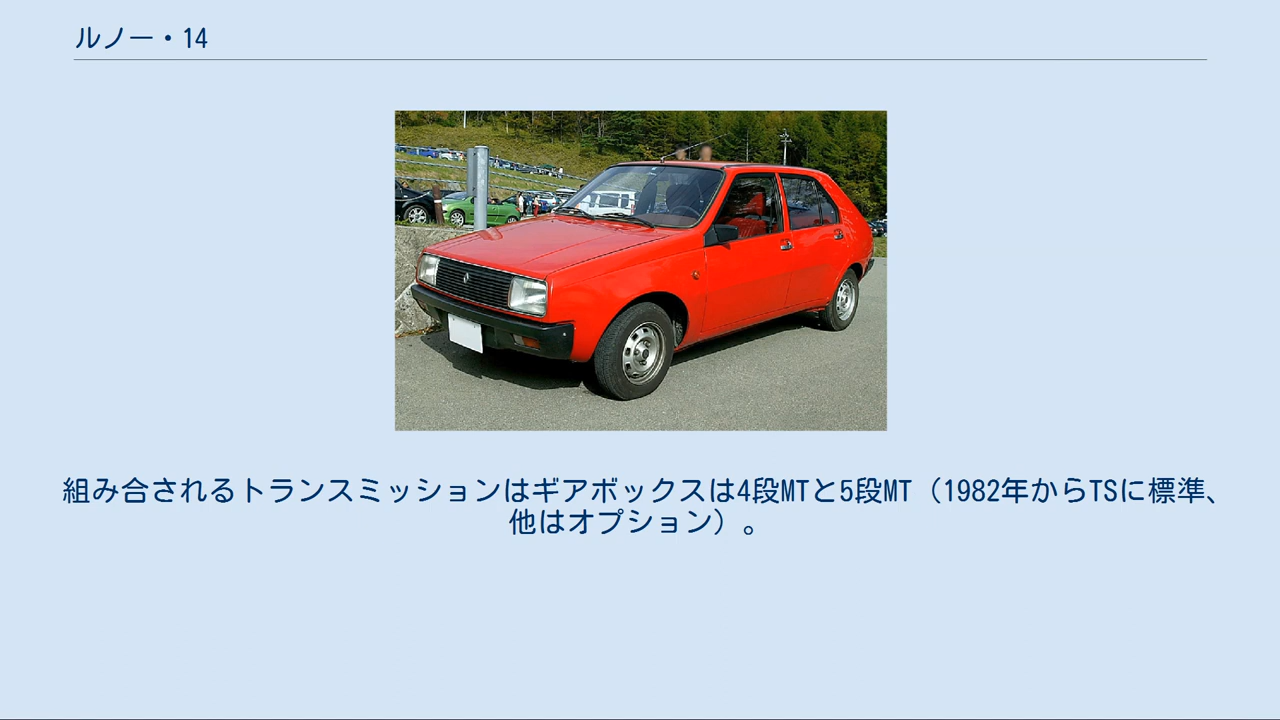 ルノー・14
組み合されるトランスミッションはギアボックスは4段MTと5段MT（1982年からTSに標準、
他はオプション）。